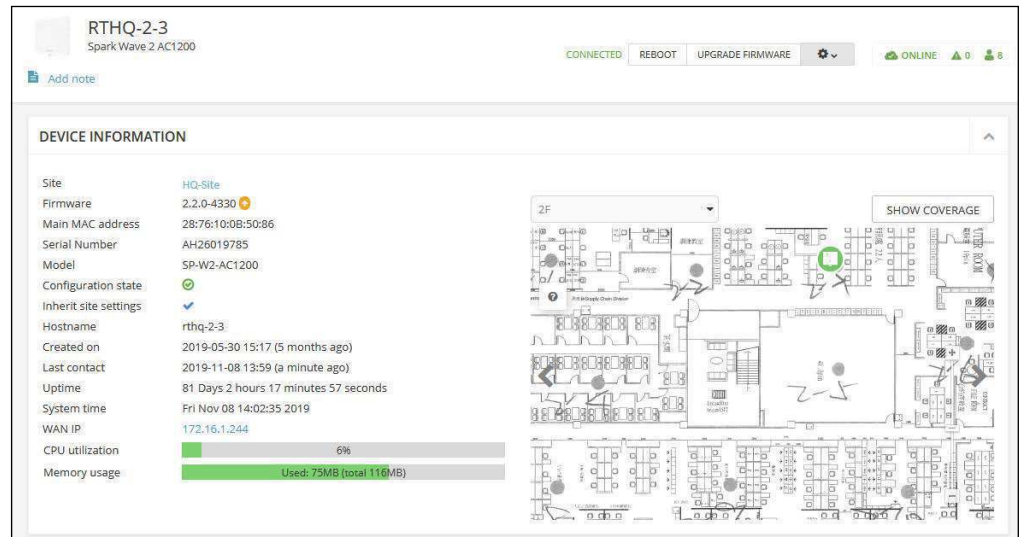 RTHQ-2-3
Spark Wave 2 AC1200
Add note
CONNECTED REBOOT UPGRADE FIRMWARE ONLINE 0 8
DEVICE INFORMATION
Site HQ-Site
Firmware 2.2.0-4330
Main MAC address 28:76:10:0B:50:86
Serial Number AH26019785
Model SP-W2-AC1200
Configuration state
Inherit site settings
Hostname rthq-2-3
Created on 2019-05-30 15:17 (5 months ago)
Last contact 2019-11-08 13:59 (a minute ago)
Uptime 81 Days 2 hours 17 minutes 57 seconds
System time Fri Nov 08 14:02:35 2019
WAN IP 172.16.1.244
CPU utilization 6%
Memory usage Used: 75MB (total 116MB)
2F
SHOW COVERAGE